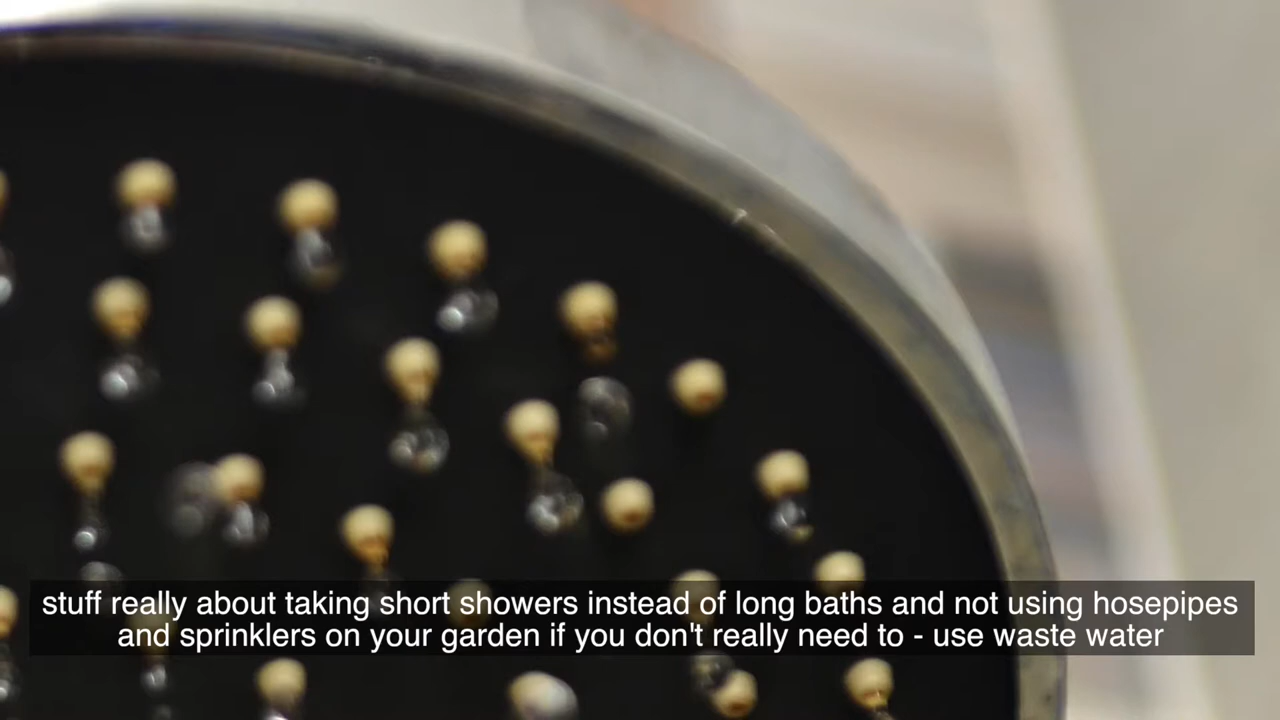 stuff really about taking short showers instead of long baths and not using hosepipes
and sprinklers on your garden if you don't really need to - use waste water